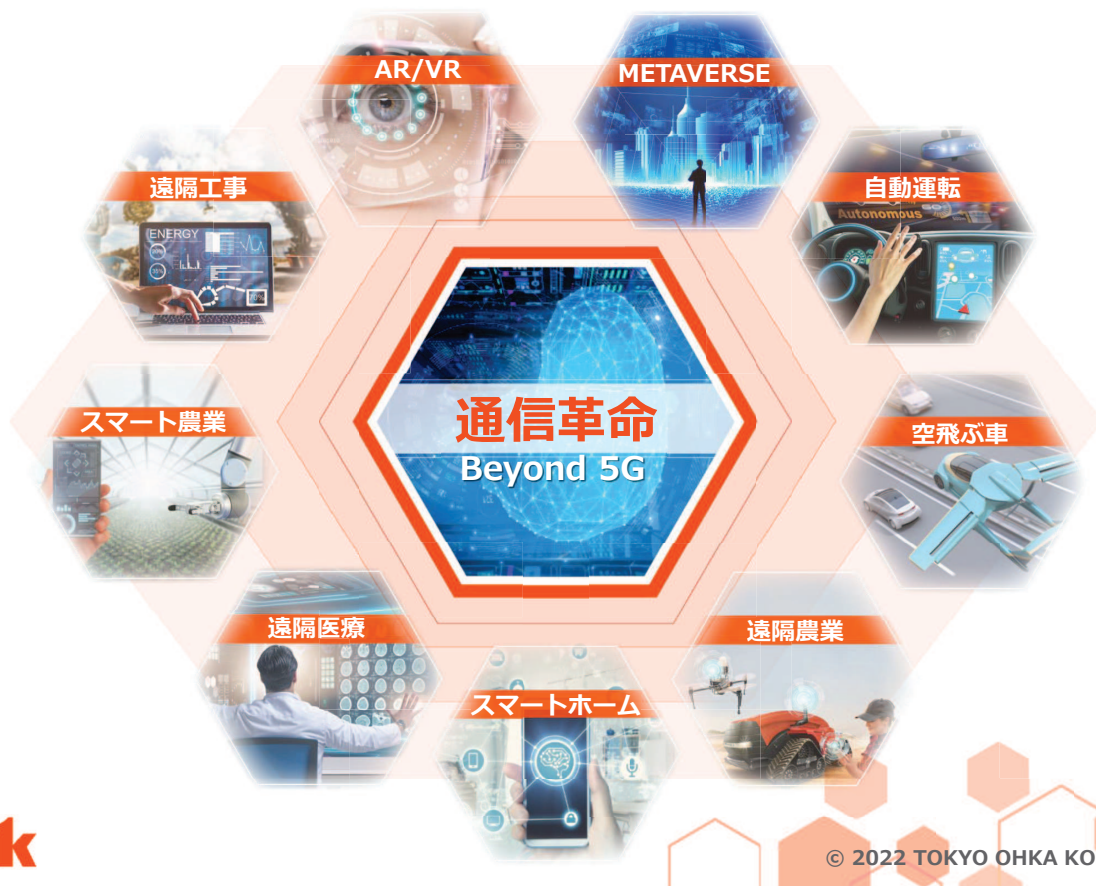 AR/VR
METAVERSE
遠隔工事
自動運転
ENERGY
Autonomous
70%
通信革命
Beyond 5G
スマート農業
空飛ぶ車
遠隔医療
遠隔農業
スマートホーム
k
© 2022 TOKYO OHKA KO